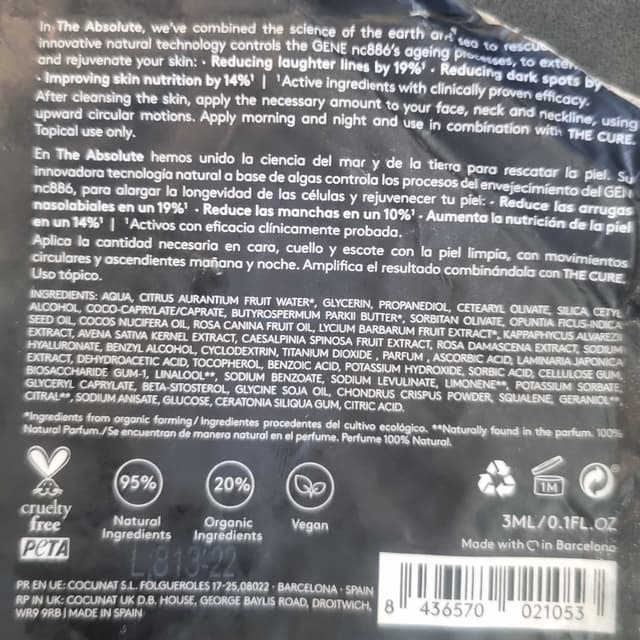 In The Absolute, we've combined the science of the earth and sea to rescue
innovative natural technology controls the GENE nc886's ageing processes, to extend
and rejuvenate your skin: · Reducing laughter lines by 19%¹ · Reducing dark spots by
· Improving skin nutrition by 14%¹ | ¹Active ingredients with clinically proven efficacy.
After cleansing the skin, apply the necessary amount to your face, neck and neckline, using
upward circular motions. Apply morning and night and use in combination with THE CURE.
Topical use only.
En The Absolute hemos unido la ciencia del mar y de la tierra para rescatar la piel. Su
innovadora tecnología natural a base de algas controla los procesos del envejecimiento del GEN
nc886, para alargar la longevidad de las células y rejuvenecer tu piel: · Reduce las arrugas
nasolabiales en un 19%¹ · Reduce las manchas en un 10%¹ · Aumenta la nutrición de la piel
en un 14%¹ | ¹Activos con eficacia clínicamente probada.
Aplica la cantidad necesaria en cara, cuello y escote con la piel limpia, con movimientos
circulares y ascendientes mañana y noche. Amplifica el resultado combinándola con THE CURE.
Uso tópico.
INGREDIENTS: AQUA, CITRUS AURANTIUM FRUIT WATER*, GLYCERIN, PROPANEDIOL, CETEARYL OLIVATE, SILICA, CETYL
ALCOHOL, COCO-CAPRYLATE/CAPRATE, BUTYROSPERMUM PARKII BUTTER*, SORBITAN OLIVATE, OPUNTIA FICUS-INDICA
SEED OIL, COCOS NUCIFERA OIL, ROSA CANINA FRUIT OIL, LYCIUM BARBARUM FRUIT EXTRACT*, KAPPAPHYCUS ALVAREZII
EXTRACT, AVENA SATIVA KERNEL EXTRACT, CAESALPINIA SPINOSA FRUIT EXTRACT, ROSA DAMASCENA EXTRACT, SODIUM
HYALURONATE, BENZYL ALCOHOL, CYCLODEXTRIN, TITANIUM DIOXIDE, PARFUM, ASCORBIC ACID, LAMINARIA JAPONICA
EXTRACT, DEHYDROACETIC ACID, TOCOPHEROL, BENZOIC ACID, POTASSIUM HYDROXIDE, SORBIC ACID, CELLULOSE GUM,
BIOSACCHARIDE GUM-1, LINALOOL**, SODIUM BENZOATE, SODIUM LEVULINATE, LIMONENE**, POTASSIUM SORBATE,
GLYCERYL CAPRYLATE, BETA-SITOSTEROL, GLYCINE SOJA OIL, CHONDRUS CRISPUS POWDER, SQUALENE, GERANIOL**
CITRAL**, SODIUM ANISATE, GLUCOSE, CERATONIA SILIQUA GUM, CITRIC ACID.
*Ingredients from organic farming/ Ingredientes procedentes del cultivo ecológico. **Naturally found in the parfum. 100%
Natural Parfum./Se encuentran de manera natural en el perfume. Perfume 100% Natural.
cruelty
free
PETA
95%
Natural
Ingredients
20%
Organic
Ingredients
Vegan
1M
3ML/0.1FL.OZ
Made with in Barcelona
L.813-22
PR EN UE: COCUNAT S.L. FOLGUEROLES 17-25,08022 · BARCELONA · SPAIN
RP IN UK: COCUNAT UK D.B. HOUSE, GEORGE BAYLIS ROAD, DROITWICH,
WR9 9RB | MADE IN SPAIN
8 436570 021053